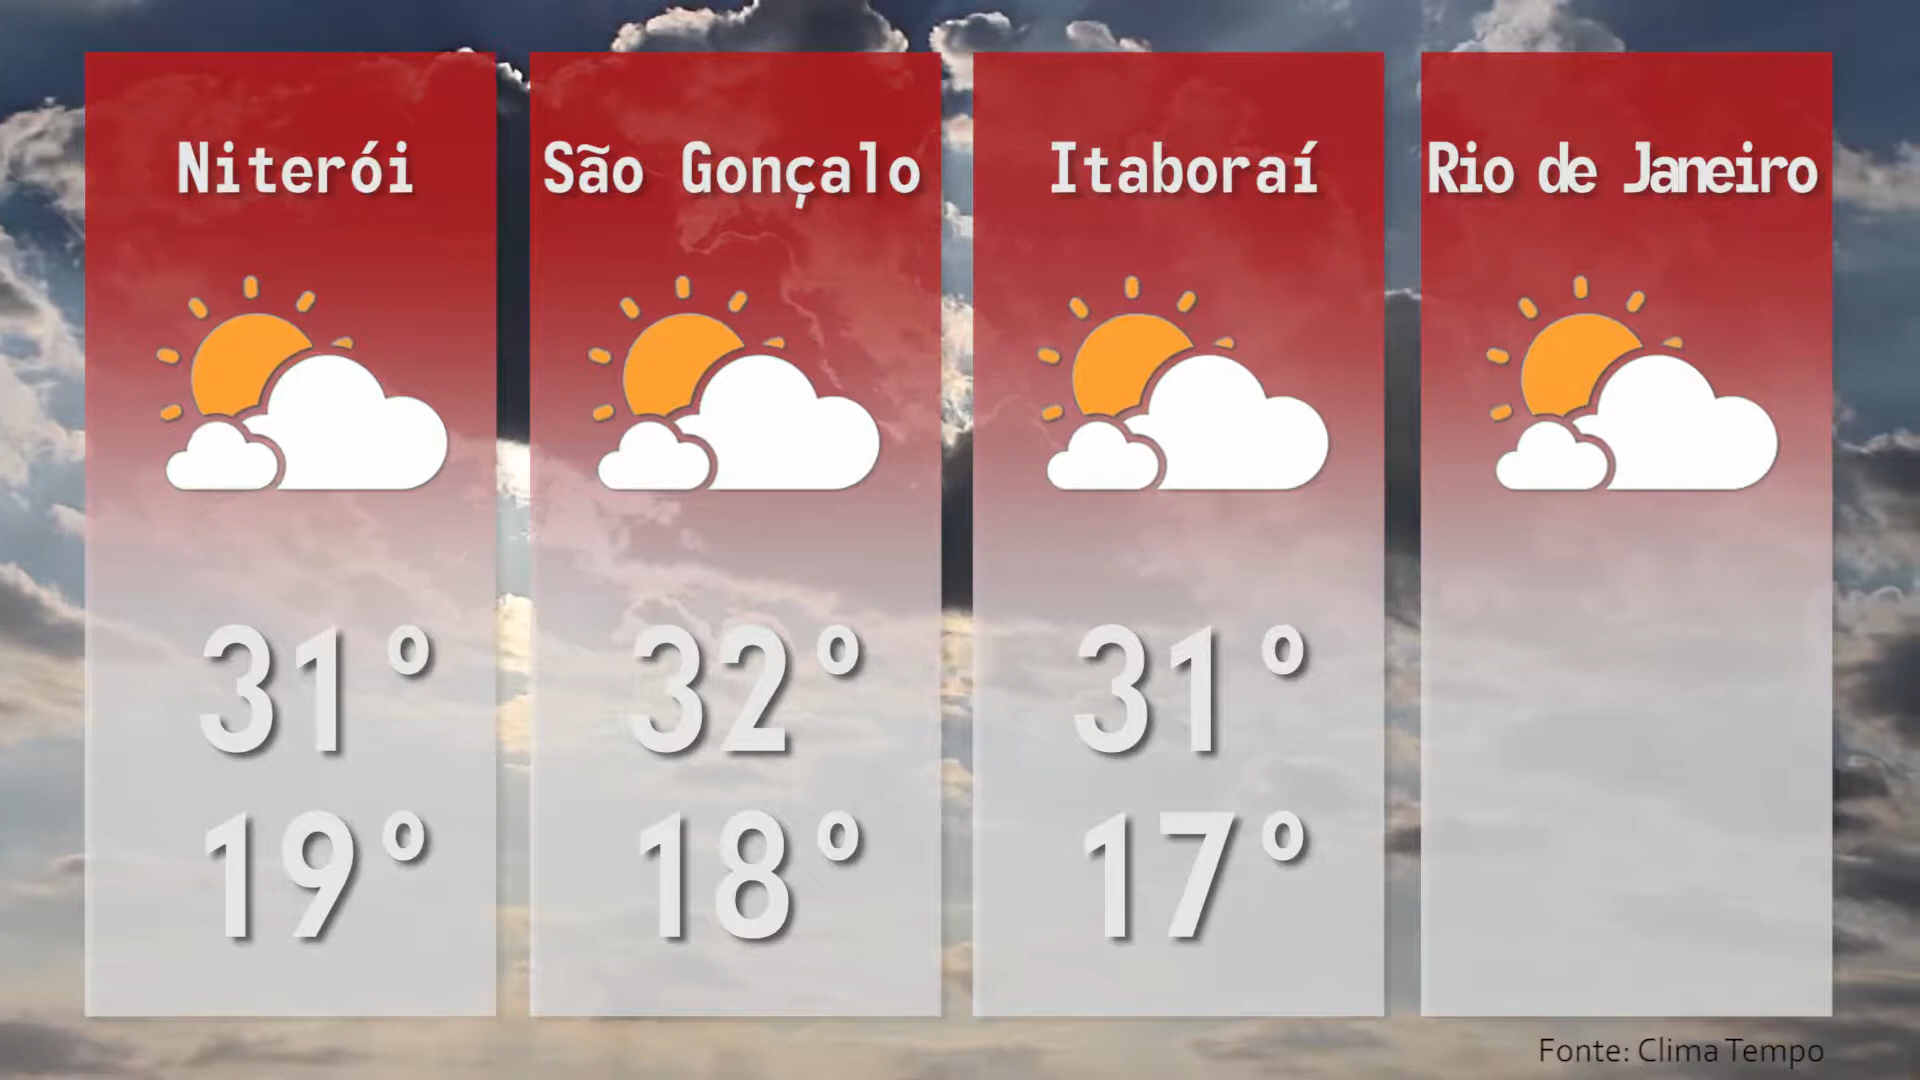 Niterói
31°
19°
São Gonçalo
32°
18°
Itaboraí
31°
17°
Rio de Janeiro
Fonte: Clima Tempo